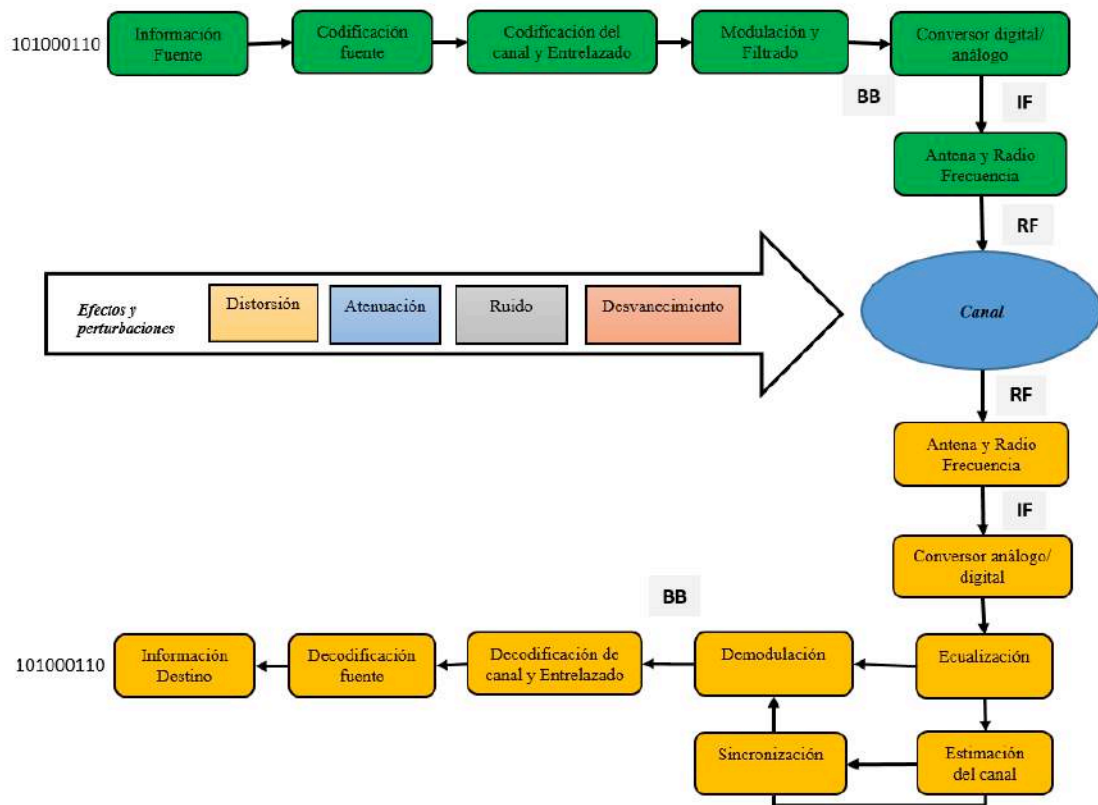 101000110
Información
Fuente
Codificación
fuente
Codificación del
canal y Entrelazado
Modulación y
Filtrado
Conversor digital/
análogo
BB
IF
Antena y Radio
Frecuencia
RF
Efectos y
perturbaciones
Distorsión
Atenuación
Ruido
Desvanecimiento
Canal
RF
Antena y Radio
Frecuencia
IF
Conversor análogo/
digital
BB
101000110
Información
Destino
Decodificación
fuente
Decodificación de
canal y Entrelazado
Demodulación
Ecualización
Sincronización
Estimación
del canal